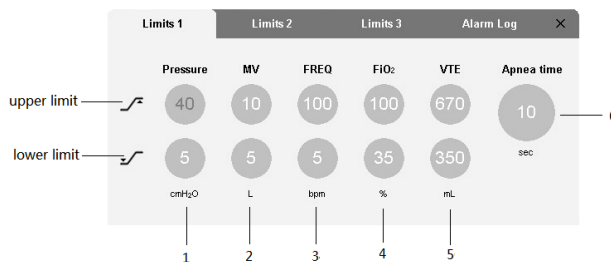 Limits 1 Limits 2 Limits 3 Alarm Log ×
Pressure MV FREQ FiO₂ VTE Apnea time
upper limit 40 10 100 100 670 10
lower limit 5 5 5 35 350 sec
cmH₂O L bpm % mL
1 2 3 4 5